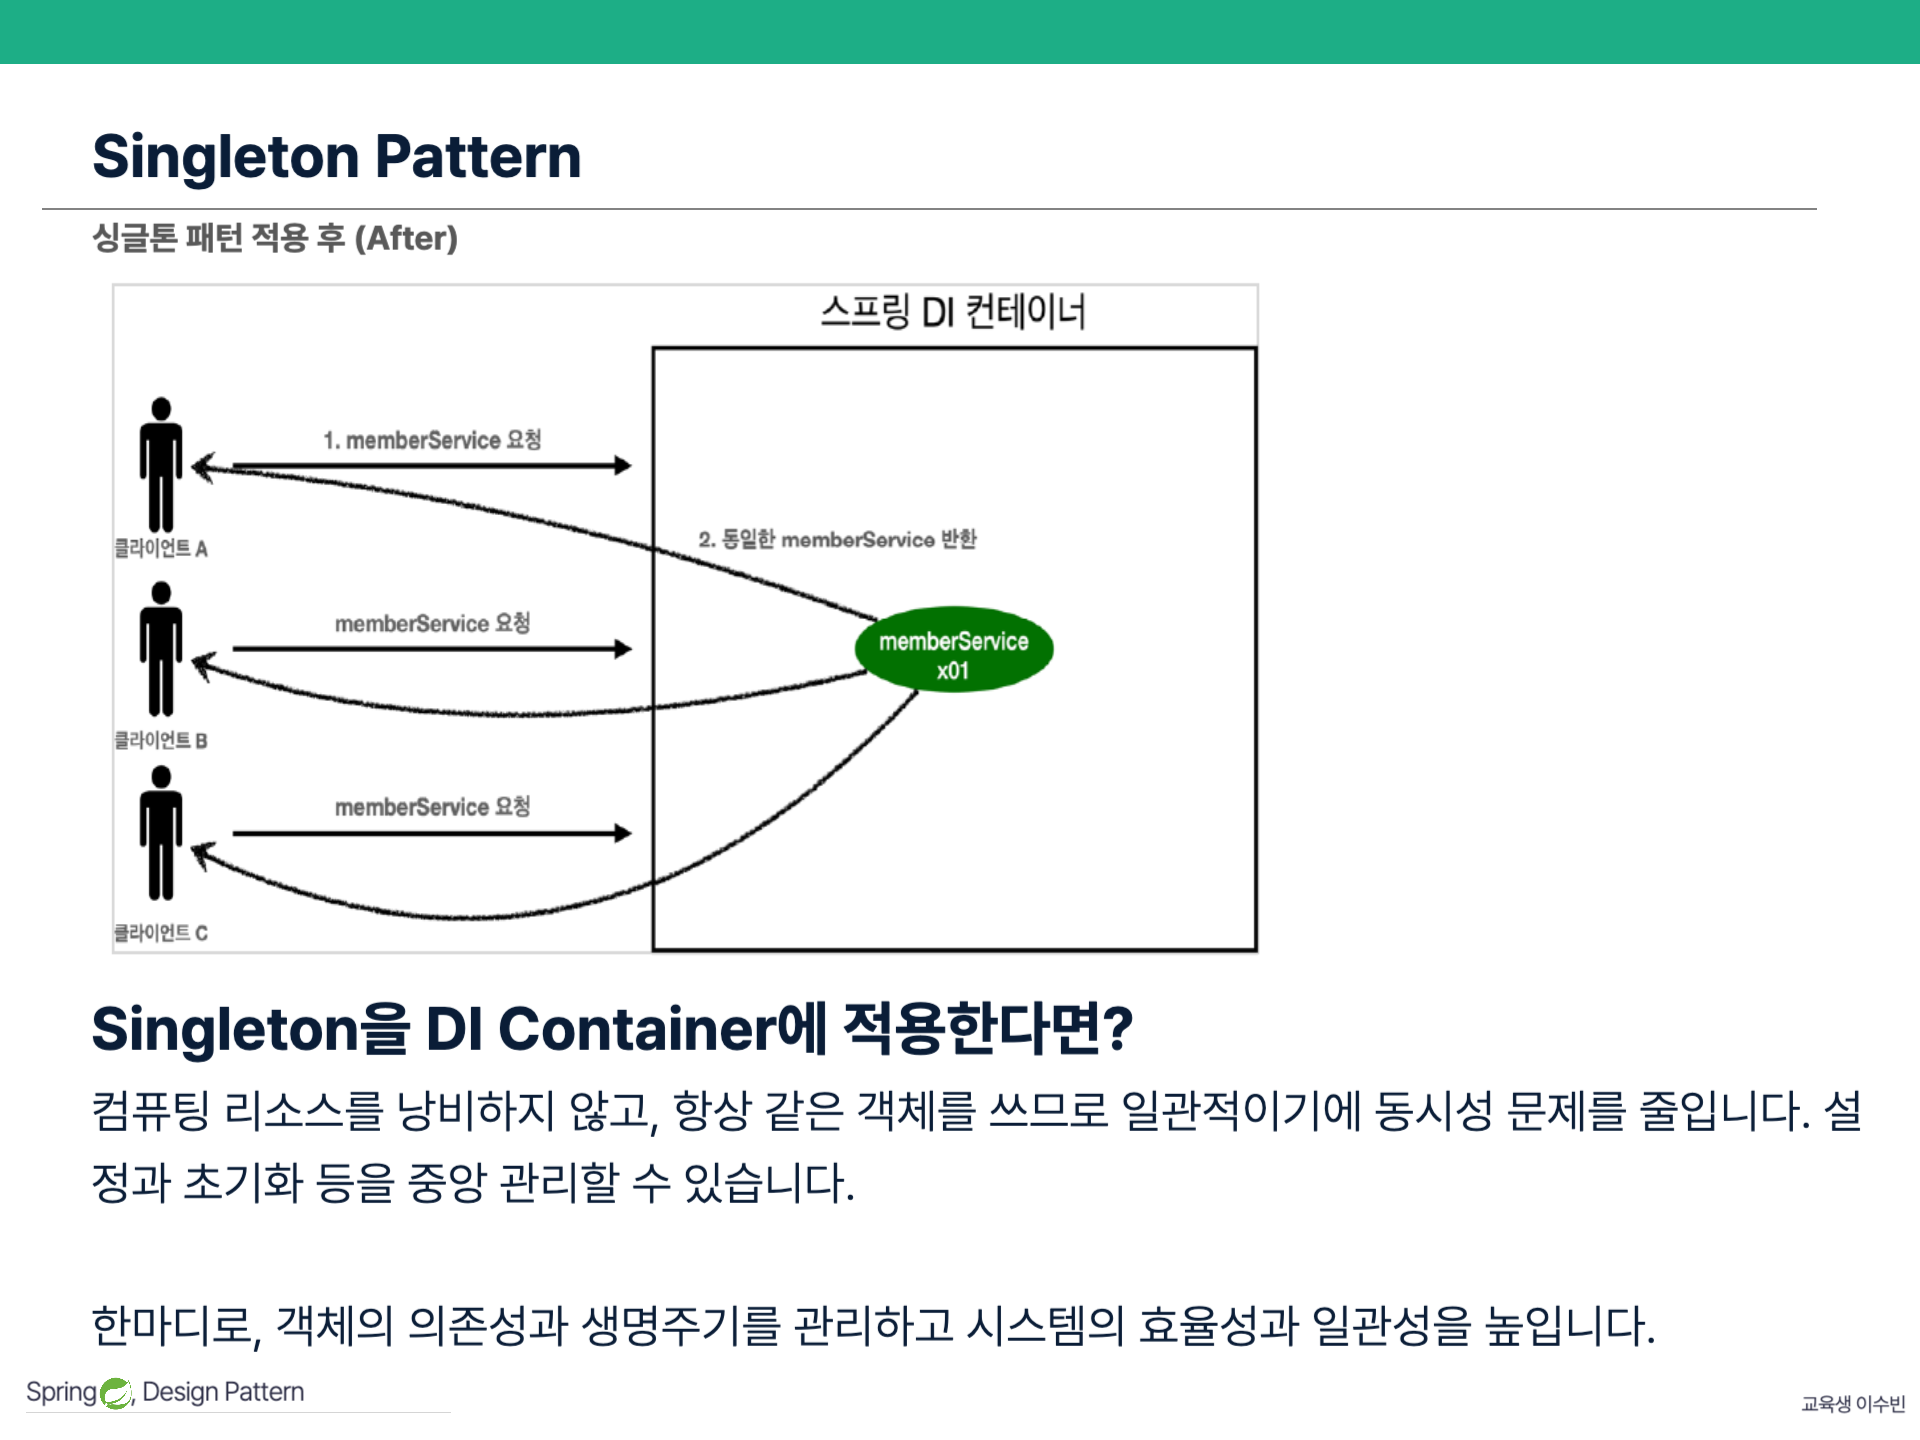 Singleton Pattern
싱글톤 패턴 적용 후 (After)
스프링 DI 컨테이너
1. memberService 요청
2. 동일한 memberService 반환
클라이언트 A
memberService 요청
memberService
x01
클라이언트 B
memberService 요청
클라이언트 C
Singleton을 DI Container에 적용한다면?
컴퓨팅 리소스를 낭비하지 않고, 항상 같은 객체를 쓰므로 일관적이기에 동시성 문제를 줄입니다. 설
정과 초기화 등을 중앙 관리할 수 있습니다.
한마디로, 객체의 의존성과 생명주기를 관리하고 시스템의 효율성과 일관성을 높입니다.
Spring, Design Pattern
교육생 이수빈